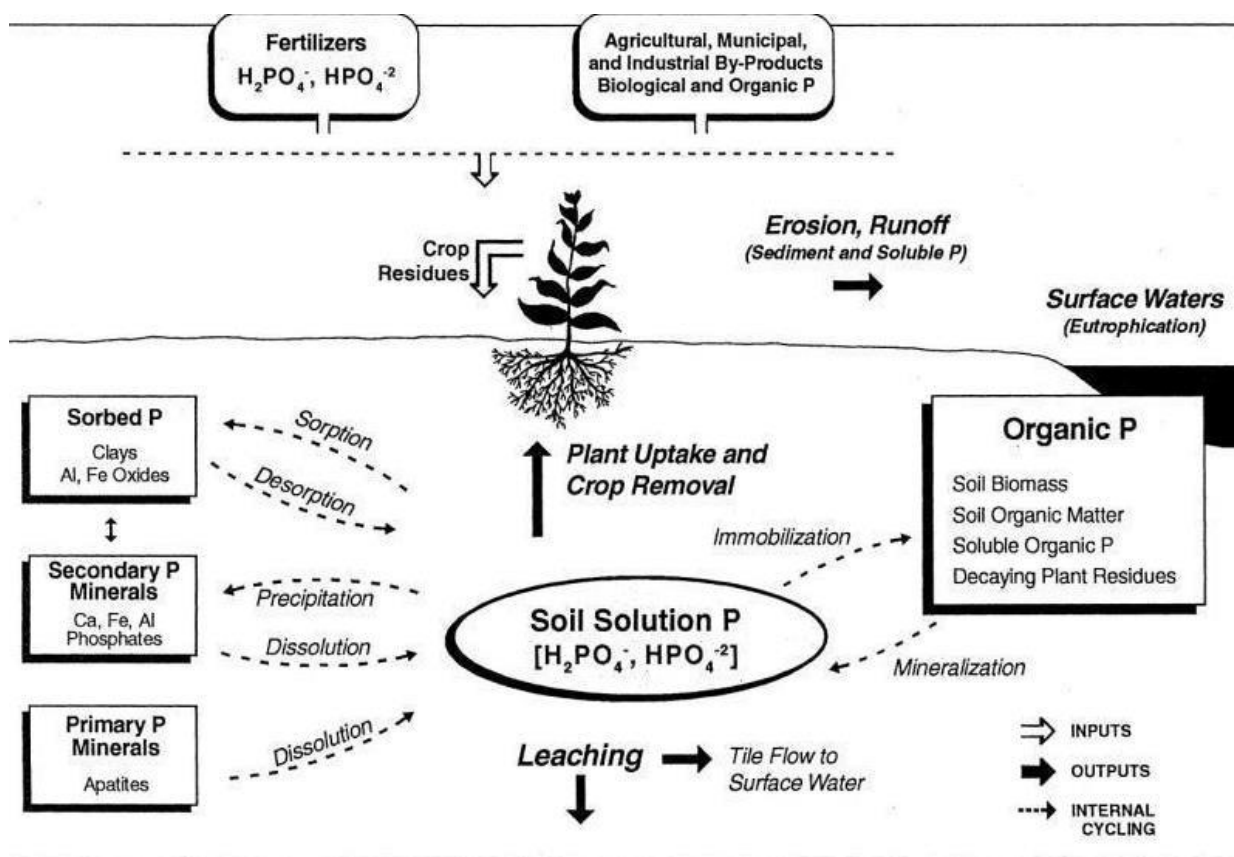 Fertilizers
H₂PO₄⁻, HPO₄⁻²
Agricultural, Municipal,
and Industrial By-Products
Biological and Organic P
Crop
Residues
Erosion, Runoff
(Sediment and Soluble P)
Surface Waters
(Eutrophication)
Sorbed P
Clays
Al, Fe Oxides
Sorption
Desorption
Plant Uptake and
Crop Removal
Organic P
Soil Biomass
Soil Organic Matter
Soluble Organic P
Decaying Plant Residues
Immobilization
Secondary P
Minerals
Ca, Fe, Al
Phosphates
Precipitation
Dissolution
Soil Solution P
[H₂PO₄⁻, HPO₄⁻²]
Mineralization
Primary P
Minerals
Apatites
Dissolution
Leaching
Tile Flow to
Surface Water
INPUTS
OUTPUTS
INTERNAL
CYCLING